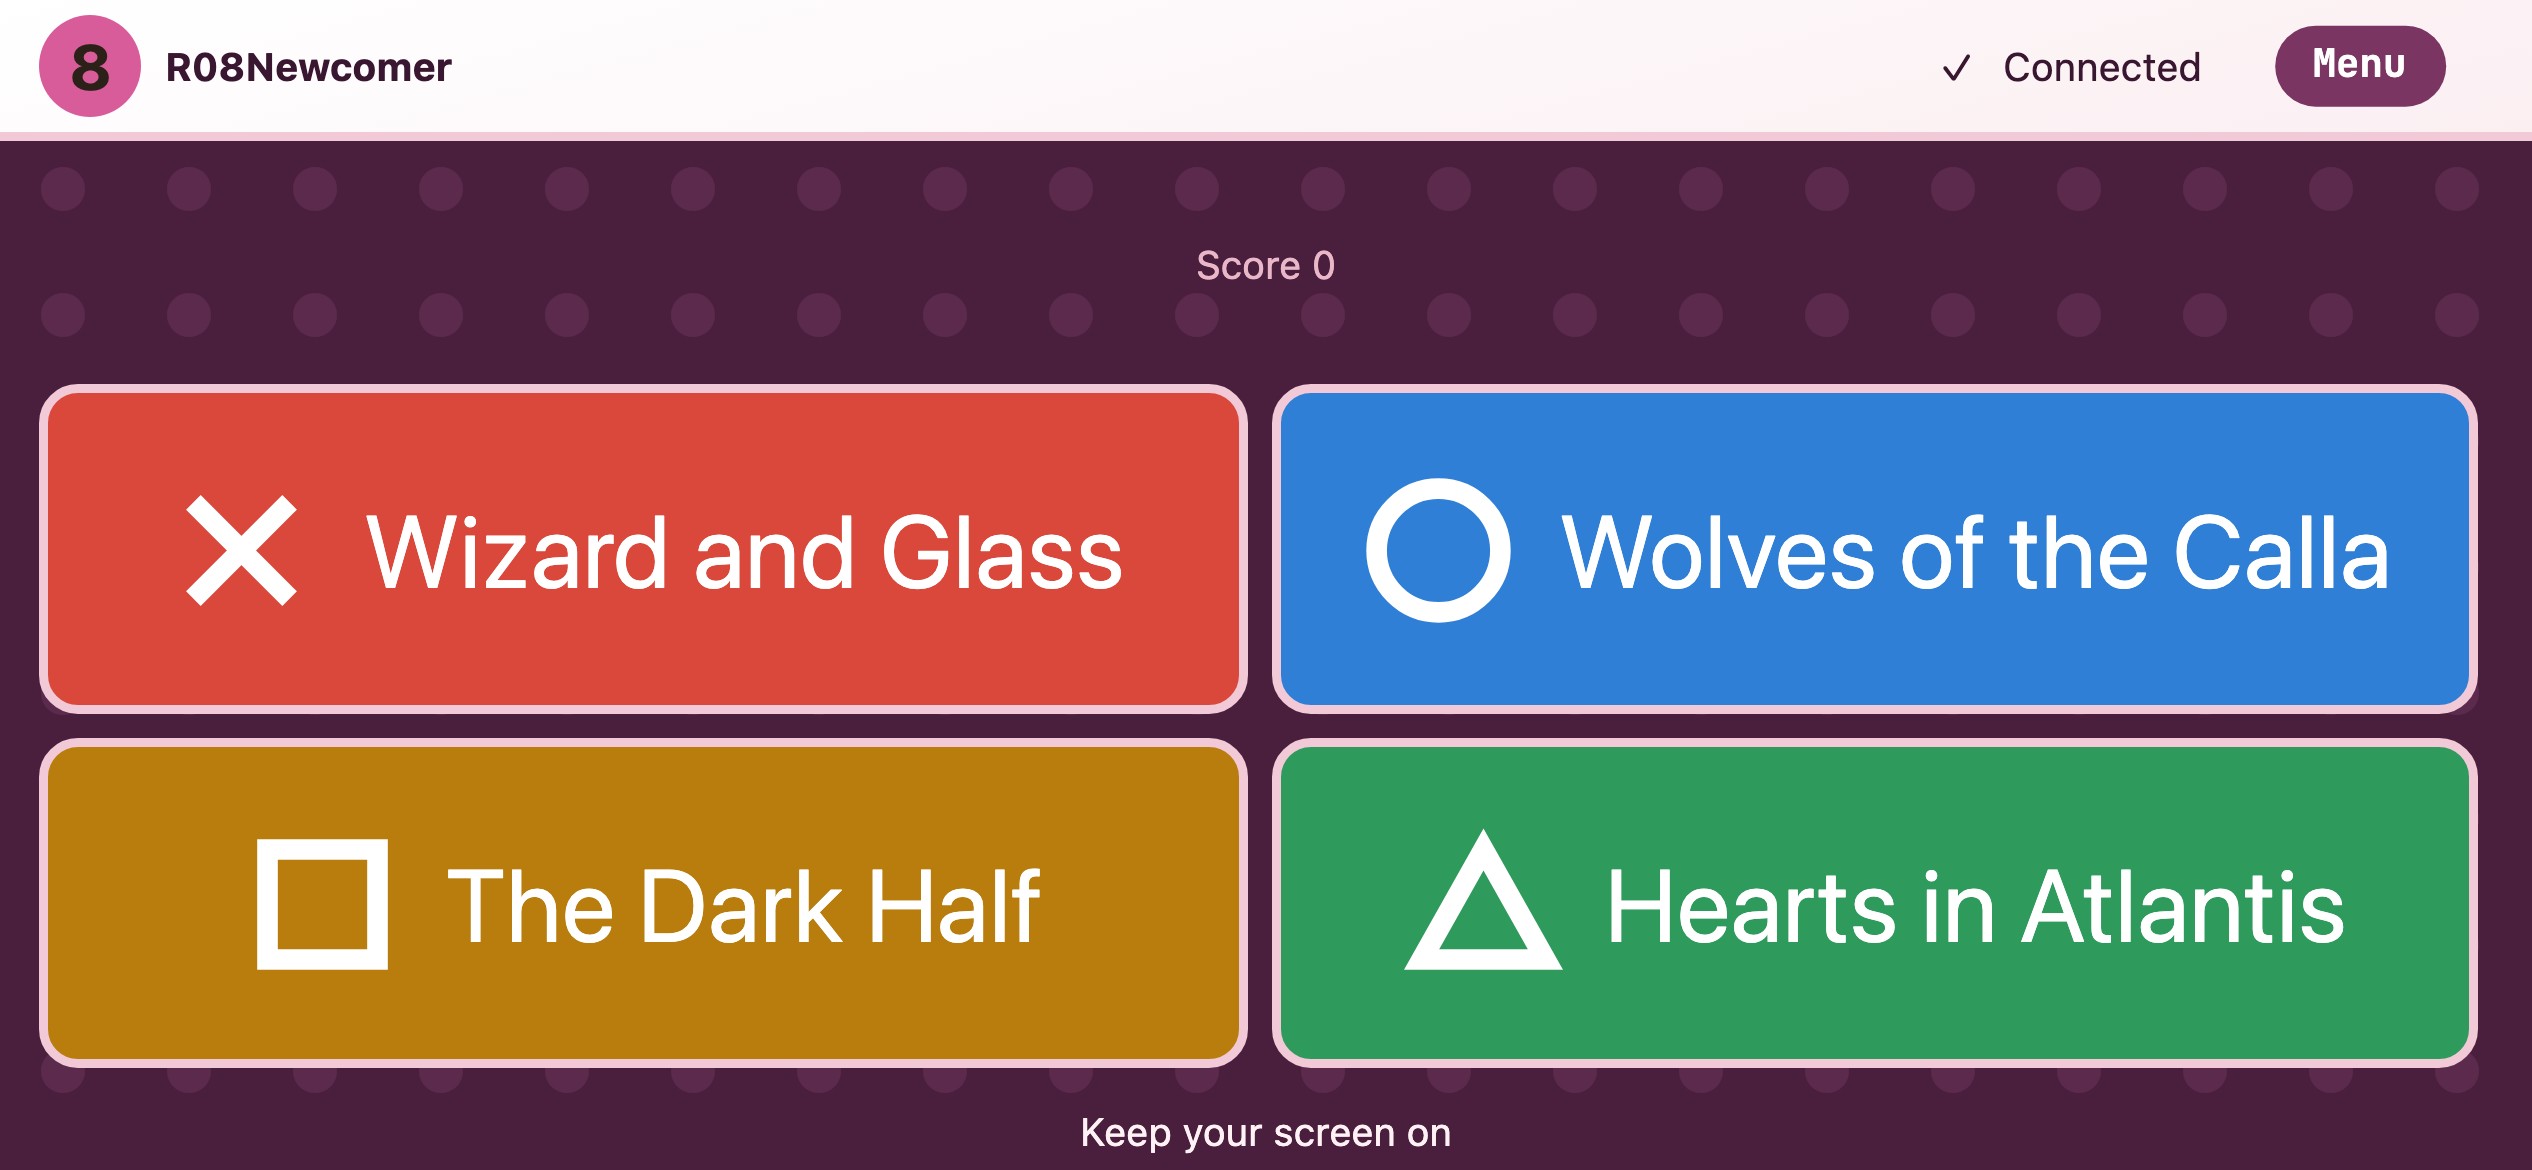 8 R08Newcomer ✓ Connected Menu
Score 0
Wizard and Glass
Wolves of the Calla
The Dark Half
Hearts in Atlantis
Keep your screen on